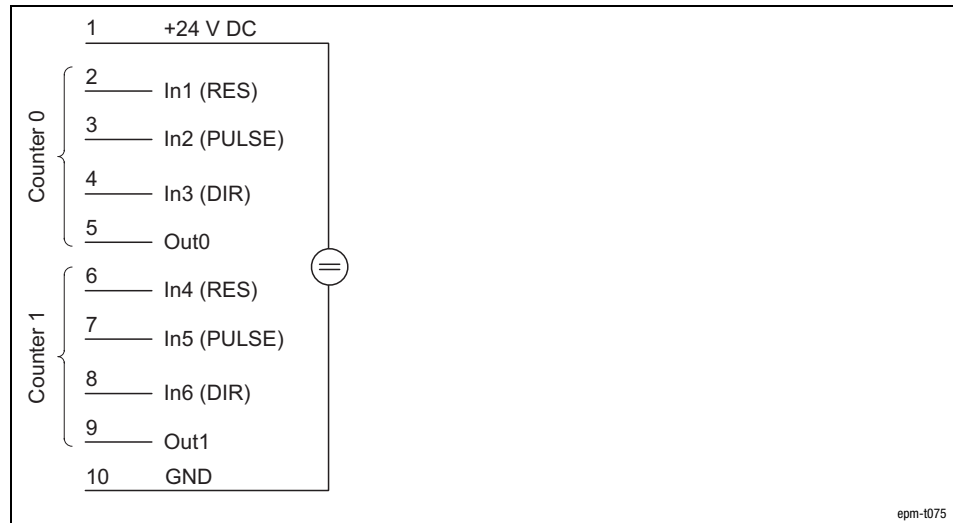 1 +24 V DC
Counter 0
2 In1 (RES)
3 In2 (PULSE)
4 In3 (DIR)
5 Out0
Counter 1
6 In4 (RES)
7 In5 (PULSE)
8 In6 (DIR)
9 Out1
10 GND
epm-t075